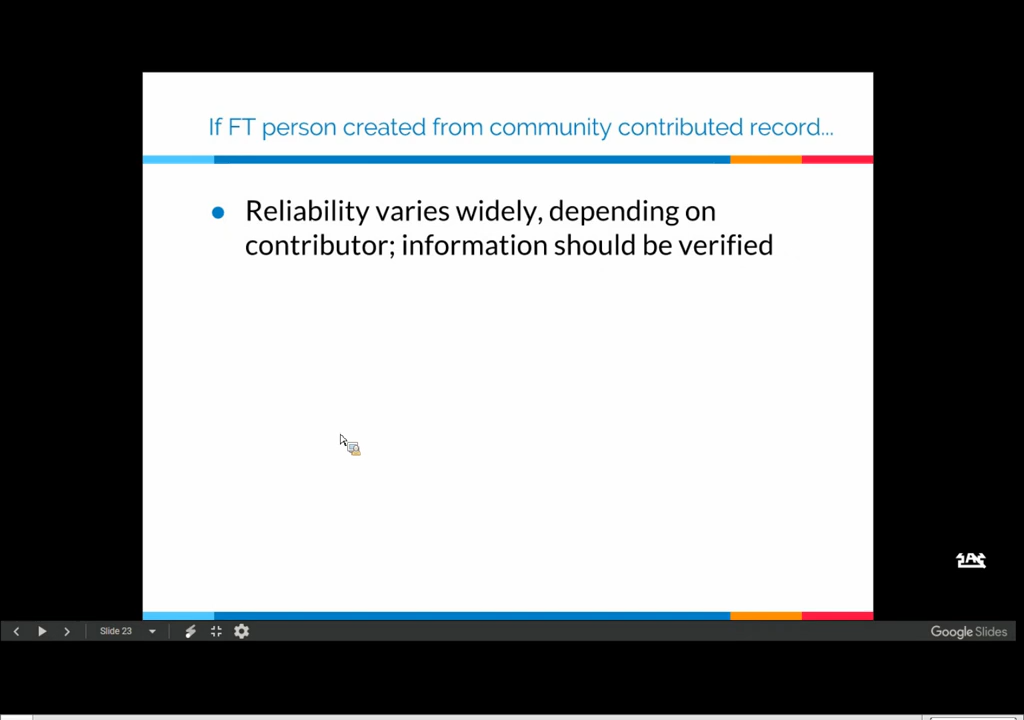 If FT person created from community contributed record...
Reliability varies widely, depending on
contributor; information should be verified
Slide 23
Google Slides